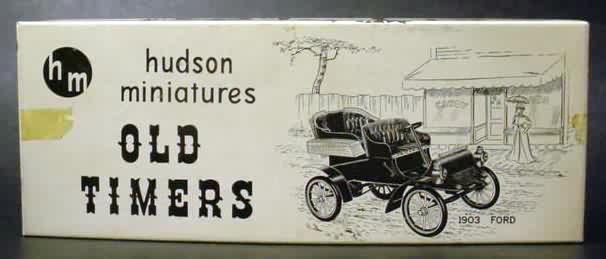 hm
hudson
miniatures
OLD
TIMERS
1903 FORD